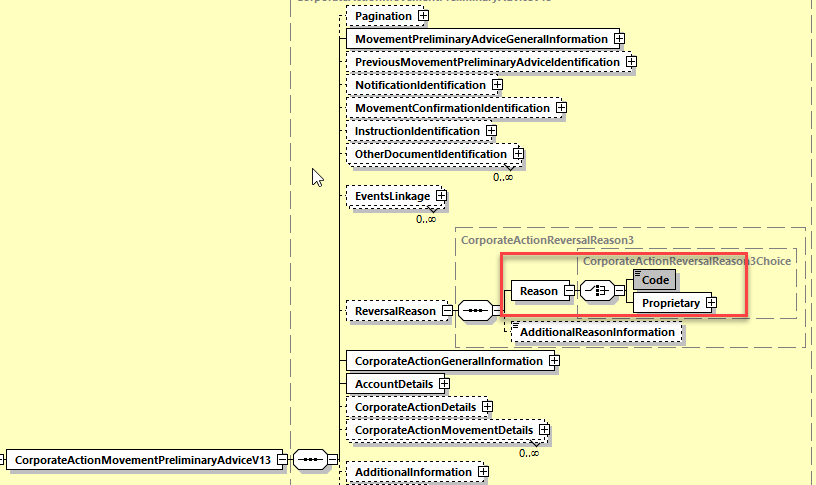 Pagination
MovementPreliminaryAdviceGeneralInformation
PreviousMovementPreliminaryAdviceIdentification
NotificationIdentification
MovementConfirmationIdentification
InstructionIdentification
OtherDocumentIdentification
0..∞
EventsLinkage
0..∞
CorporateActionReversalReason3
CorporateActionReversalReason3Choice
Code
Reason
Proprietary
ReversalReason
AdditionalReasonInformation
CorporateActionGeneralInformation
AccountDetails
CorporateActionDetails
CorporateActionMovementDetails
0..∞
CorporateActionMovementPreliminaryAdviceV13
AdditionalInformation